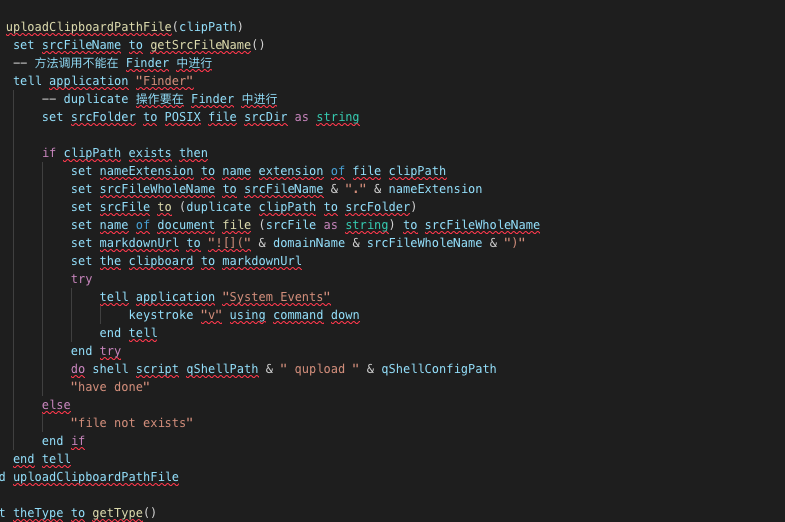 uploadClipboardPathFile(clipPath)
set srcFileName to getSrcFileName()
-- 方法调用不能在 Finder 中进行
tell application "Finder"
-- duplicate 操作要在 Finder 中进行
set srcFolder to POSIX file srcDir as string
if clipPath exists then
set nameExtension to name extension of file clipPath
set srcFileWholeName to srcFileName & "." & nameExtension
set srcFile to (duplicate clipPath to srcFolder)
set name of document file (srcFile as string) to srcFileWholeName
set markdownUrl to "![](" & domainName & srcFileWholeName & ")"
set the clipboard to markdownUrl
try
tell application "System Events"
keystroke "v" using command down
end tell
end try
do shell script qShellPath & " qupload " & qShellConfigPath
"have done"
else
"file not exists"
end if
end tell
d uploadClipboardPathFile
t theType to getType()